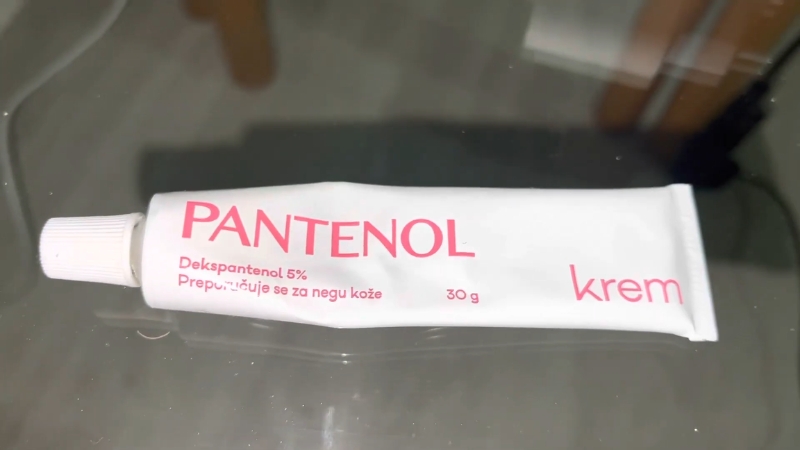 PANTENOL
Dekspantenol 5%
Preporučuje se za negu kože
30 g
krem